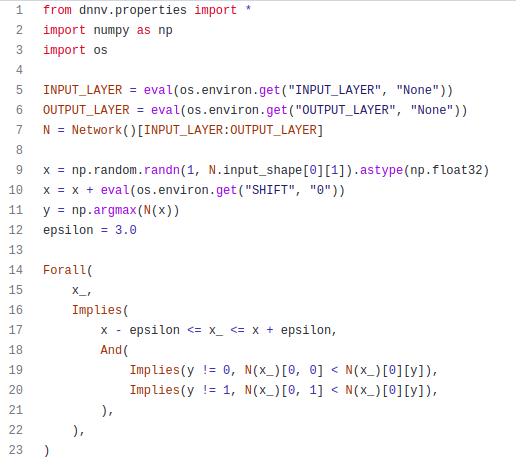 1 from dnnv.properties import *
2 import numpy as np
3 import os
4
5 INPUT_LAYER = eval(os.environ.get("INPUT_LAYER", "None"))
6 OUTPUT_LAYER = eval(os.environ.get("OUTPUT_LAYER", "None"))
7 N = Network()[INPUT_LAYER:OUTPUT_LAYER]
8
9 x = np.random.randn(1, N.input_shape[0][1]).astype(np.float32)
10 x = x + eval(os.environ.get("SHIFT", "0"))
11 y = np.argmax(N(x))
12 epsilon = 3.0
13
14 Forall(
15     x_,
16     Implies(
17         x - epsilon <= x_ <= x + epsilon,
18         And(
19             Implies(y != 0, N(x_)[0, 0] < N(x_)[0][y]),
20             Implies(y != 1, N(x_)[0, 1] < N(x_)[0][y]),
21         ),
22     ),
23 )